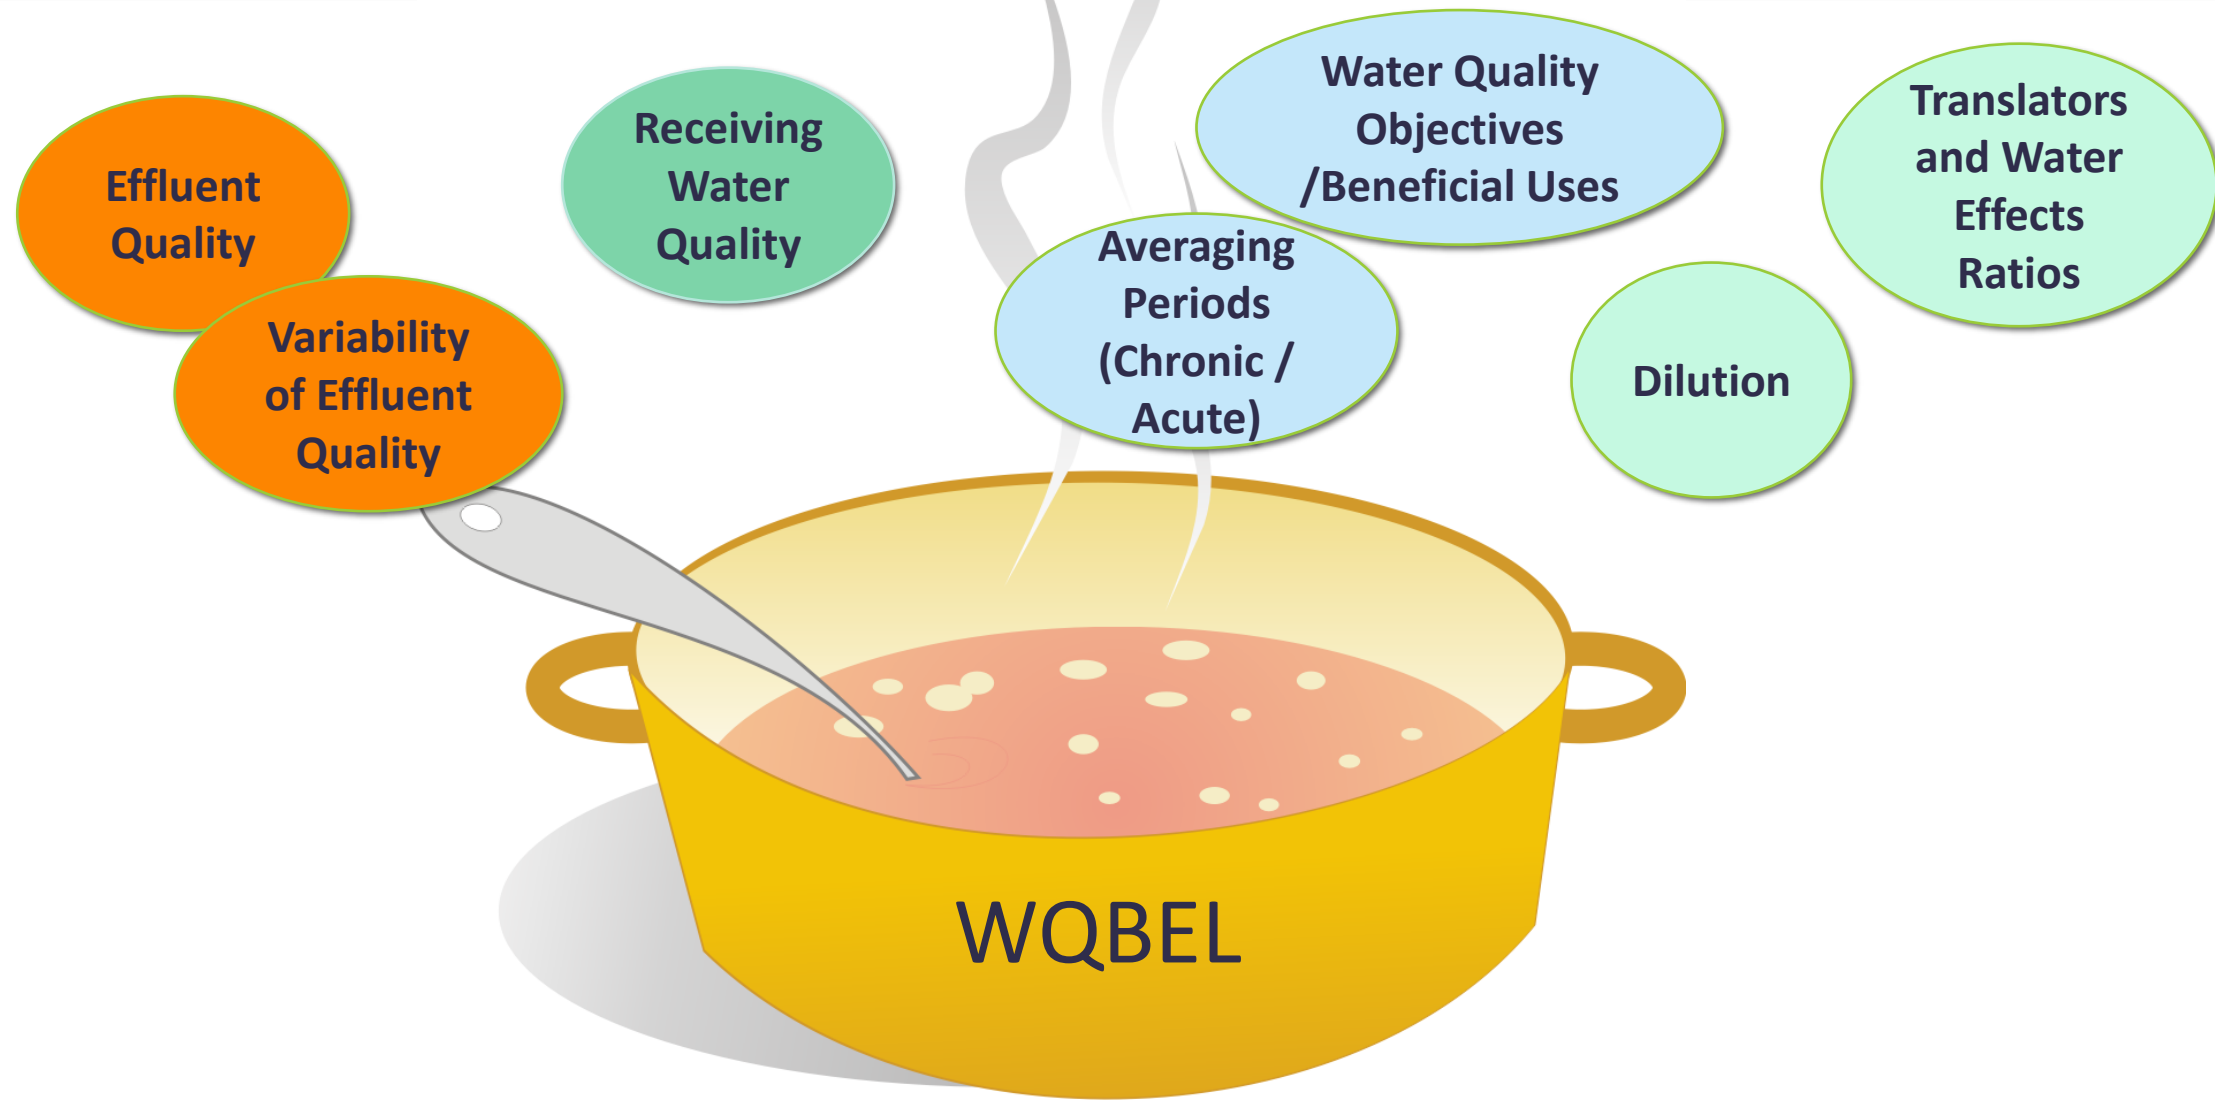 Effluent
Quality
Variability
of Effluent
Quality
Receiving
Water
Quality
Averaging
Periods
(Chronic /
Acute)
Water Quality
Objectives
/Beneficial Uses
Dilution
Translators
and Water
Effects
Ratios
WQBEL